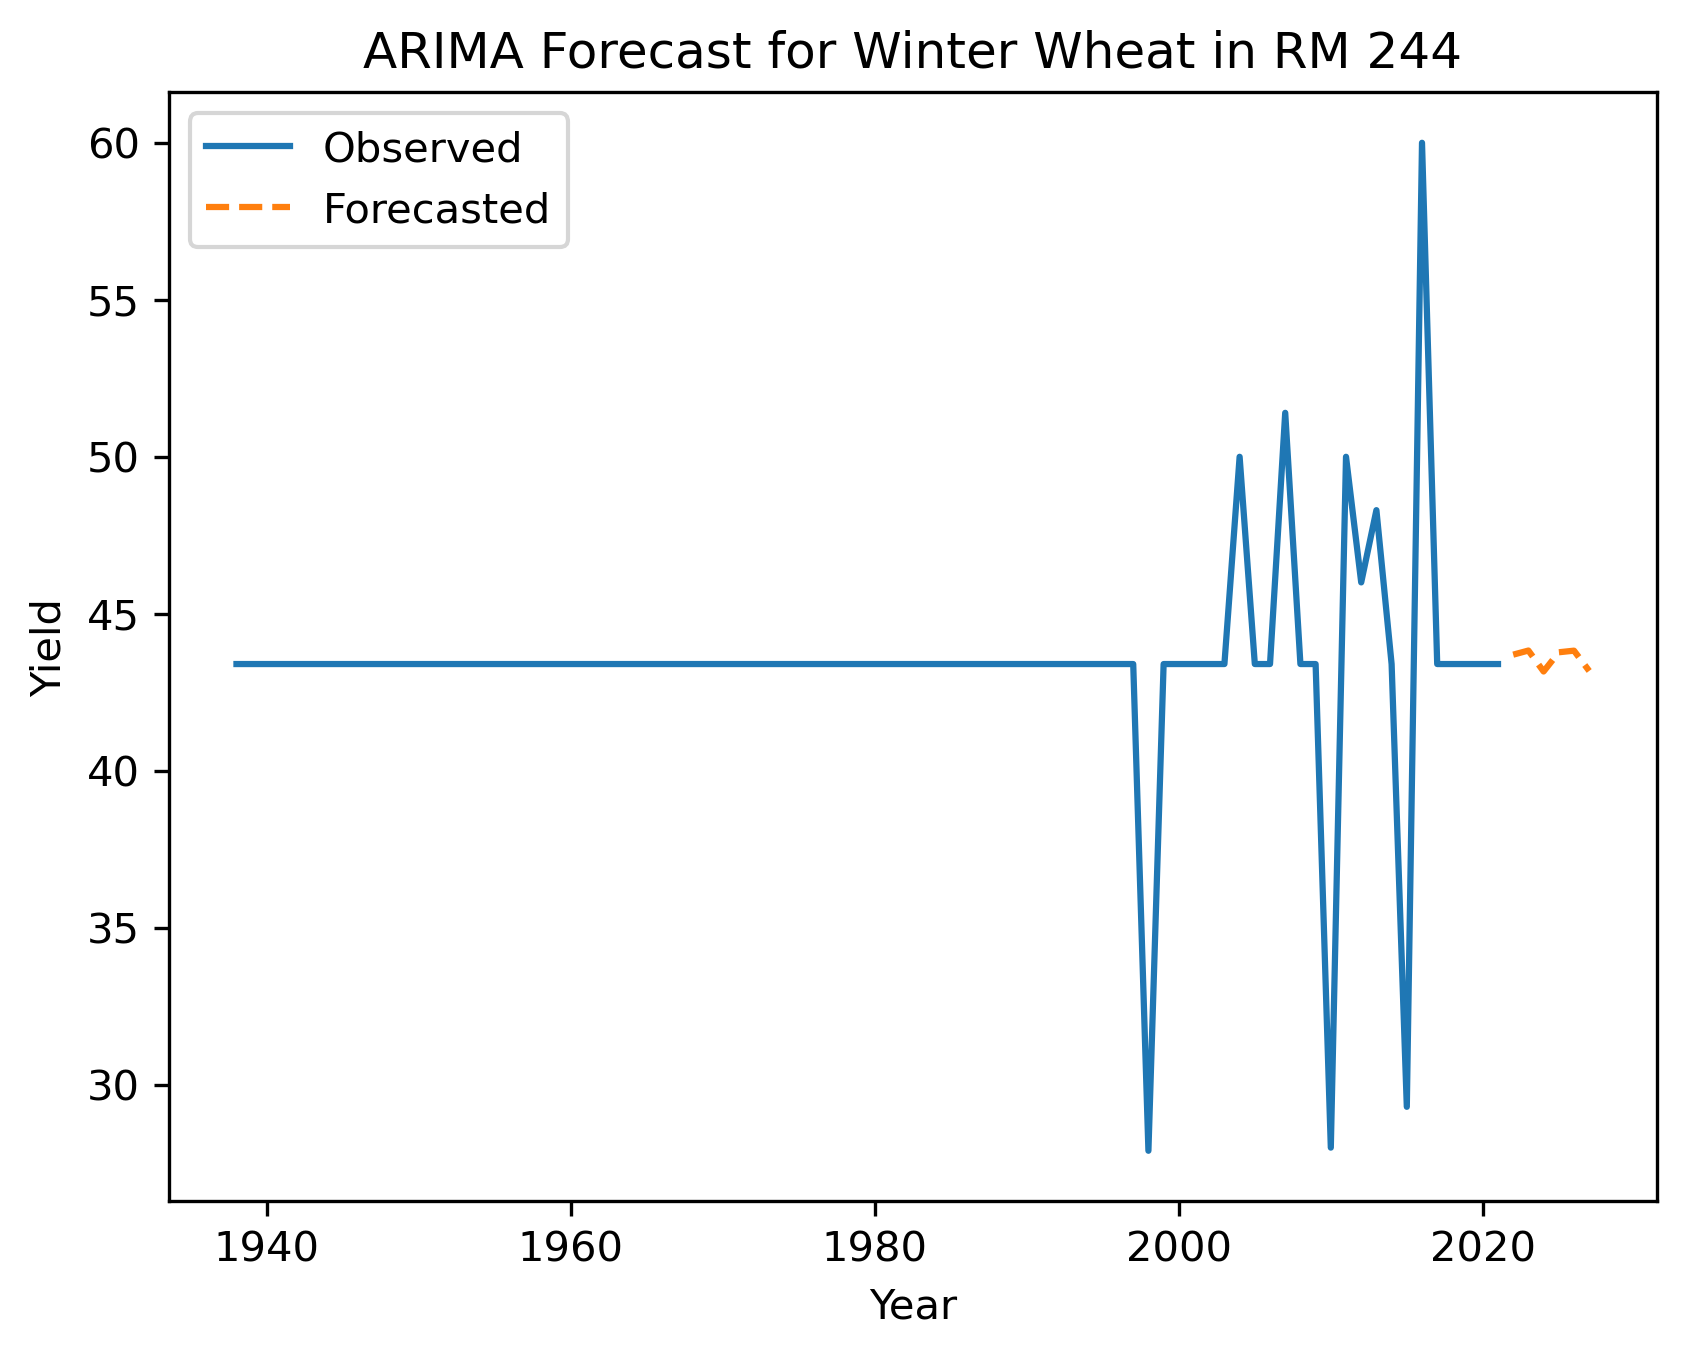 ARIMA Forecast for Winter Wheat in RM 244
Observed
Forecasted
60
55
50
45
40
35
30
Yield
1940 1960 1980 2000 2020
Year